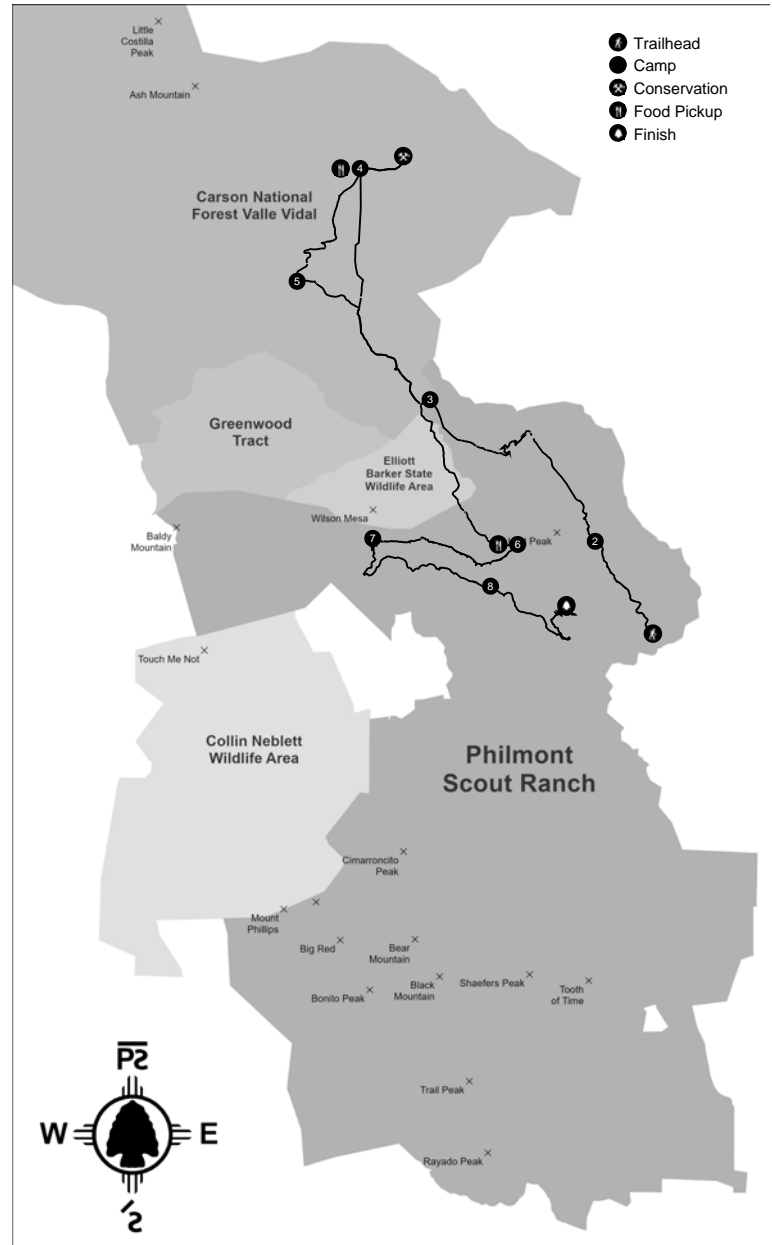 Little
Costilla
Peak
Trailhead
Camp
Conservation
Food Pickup
Finish
Ash Mountain
4
Carson National
Forest Valle Vidal
5
3
Greenwood
Tract
Elliott
Barker State
Wildlife Area
Wilson Mesa
Baldy
Mountain
7
6
Peak
2
8
Touch Me Not
Collin Neblett
Wildlife Area
Philmont
Scout Ranch
Cimarroncito
Peak
Mount
Phillips
Big Red
Bear
Mountain
Bonito Peak
Black
Mountain
Shaefers Peak
Tooth
of Time
Trail Peak
Rayado Peak
W
E